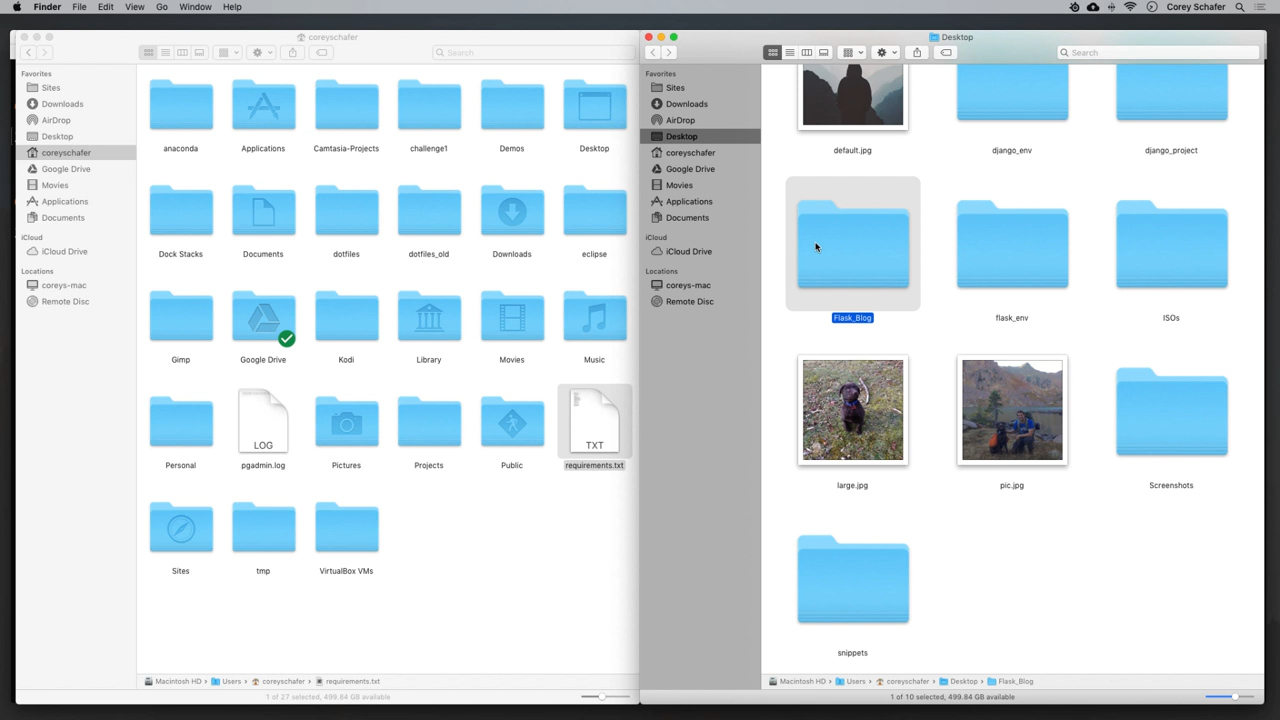 Finder File Edit View Go Window Help Corey Schafer
coreyschafer
Search
Favorites
Sites
Downloads
AirDrop
Desktop
coreyschafer
Google Drive
Movies
Applications
Documents
iCloud
iCloud Drive
Locations
coreys-mac
Remote Disc
anaconda Applications Camtasia-Projects challenge1 Demos Desktop
Dock Stacks Documents dotfiles dotfiles_old Downloads eclipse
Gimp Google Drive Kodi Library Movies Music
LOG TXT
Personal pgadmin.log Pictures Projects Public requirements.txt
Sites tmp VirtualBox VMs
Macintosh HD › Users › coreyschafer › requirements.txt
1 of 27 selected, 499.84 GB available
Desktop
Search
Favorites
Sites
Downloads
AirDrop
Desktop
coreyschafer
Google Drive
Movies
Applications
Documents
iCloud
iCloud Drive
Locations
coreys-mac
Remote Disc
default.jpg django_env django_project
Flask_Blog flask_env ISOs
large.jpg pic.jpg Screenshots
snippets
Macintosh HD › Users › coreyschafer › Desktop › Flask_Blog
1 of 10 selected, 499.84 GB available